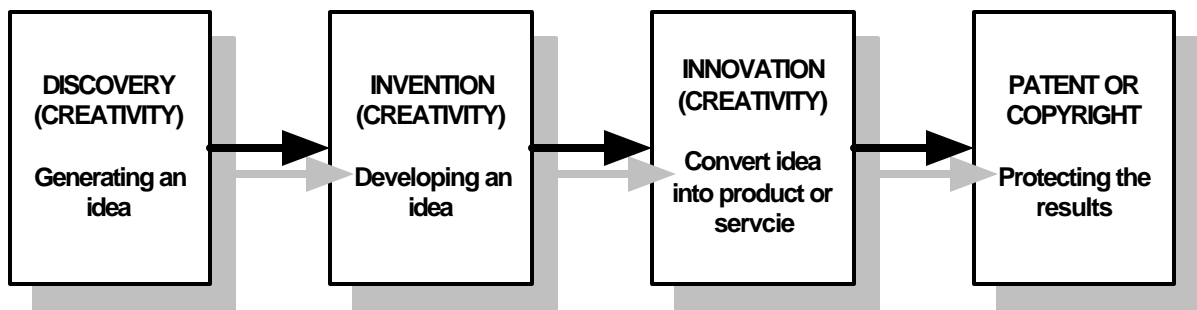 DISCOVERY
(CREATIVITY)
Generating an
idea
INVENTION
(CREATIVITY)
Developing an
idea
INNOVATION
(CREATIVITY)
Convert idea
into product or
servcie
PATENT OR
COPYRIGHT
Protecting the
results